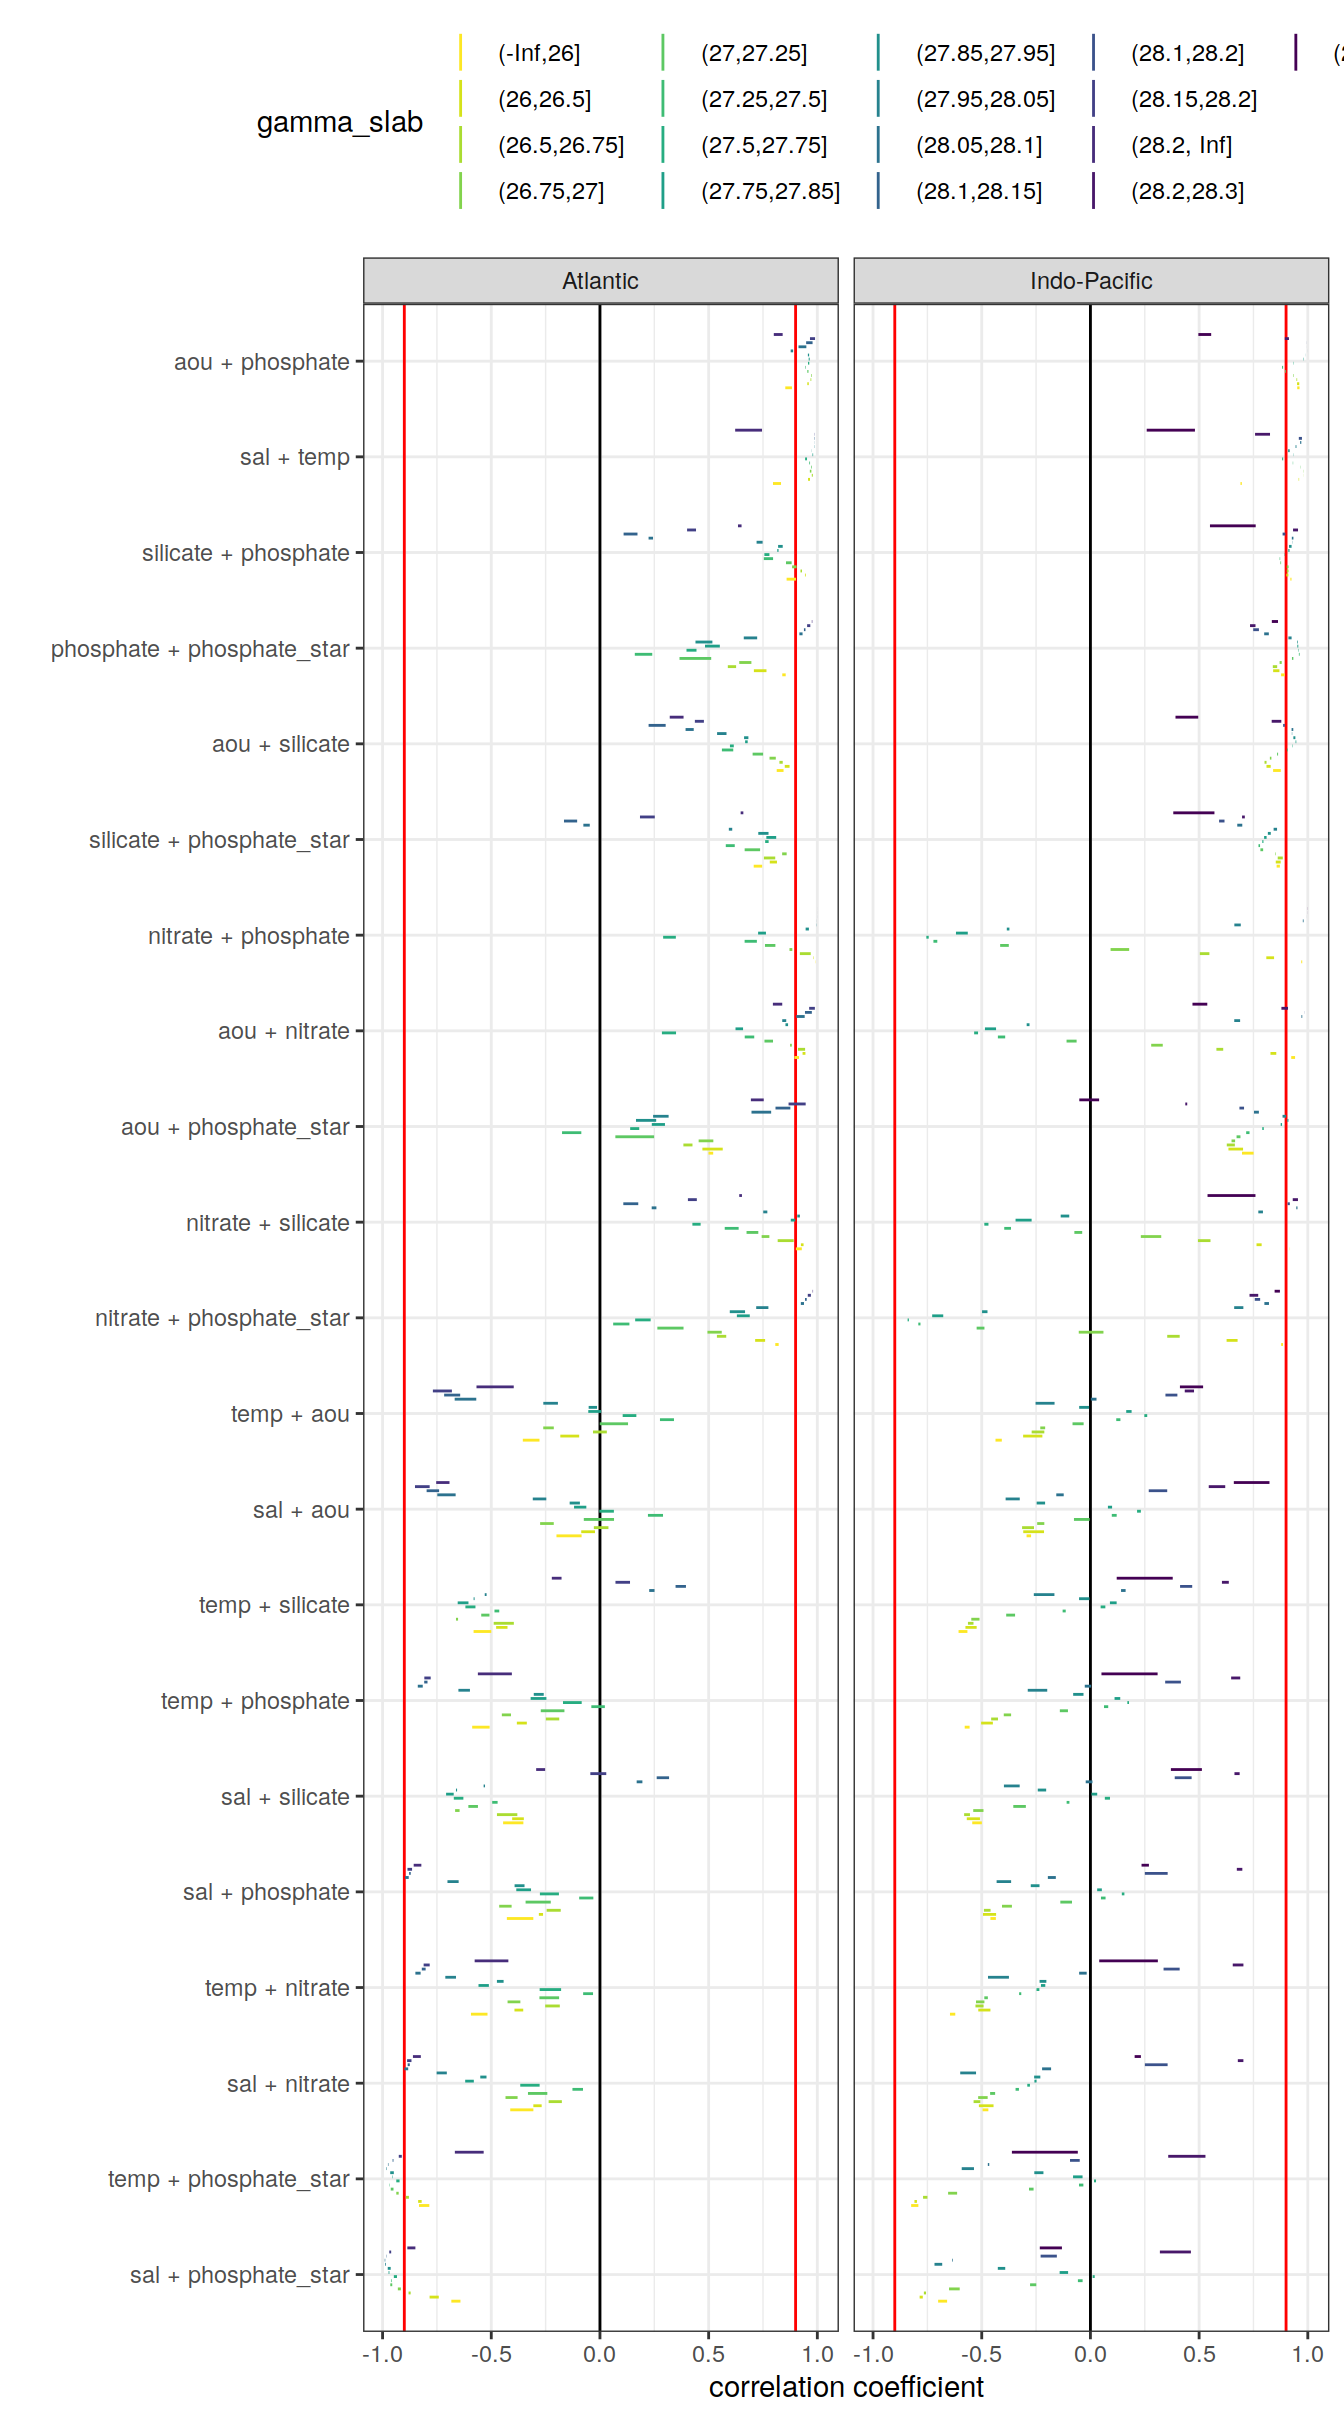 (-Inf,26] (27,27.25] (27.85,27.95] (28.1,28.2]
(26,26.5] (27.25,27.5] (27.95,28.05] (28.15,28.2]
gamma_slab
(26.5,26.75] (27.5,27.75] (28.05,28.1] (28.2, Inf]
(26.75,27] (27.75,27.85] (28.1,28.15] (28.2,28.3]
Atlantic Indo-Pacific
aou + phosphate
sal + temp
silicate + phosphate
phosphate + phosphate_star
aou + silicate
silicate + phosphate_star
nitrate + phosphate
aou + nitrate
aou + phosphate_star
nitrate + silicate
nitrate + phosphate_star
temp + aou
sal + aou
temp + silicate
temp + phosphate
sal + silicate
sal + phosphate
temp + nitrate
sal + nitrate
temp + phosphate_star
sal + phosphate_star
-1.0 -0.5 0.0 0.5 1.0 -1.0 -0.5 0.0 0.5 1.0
correlation coefficient